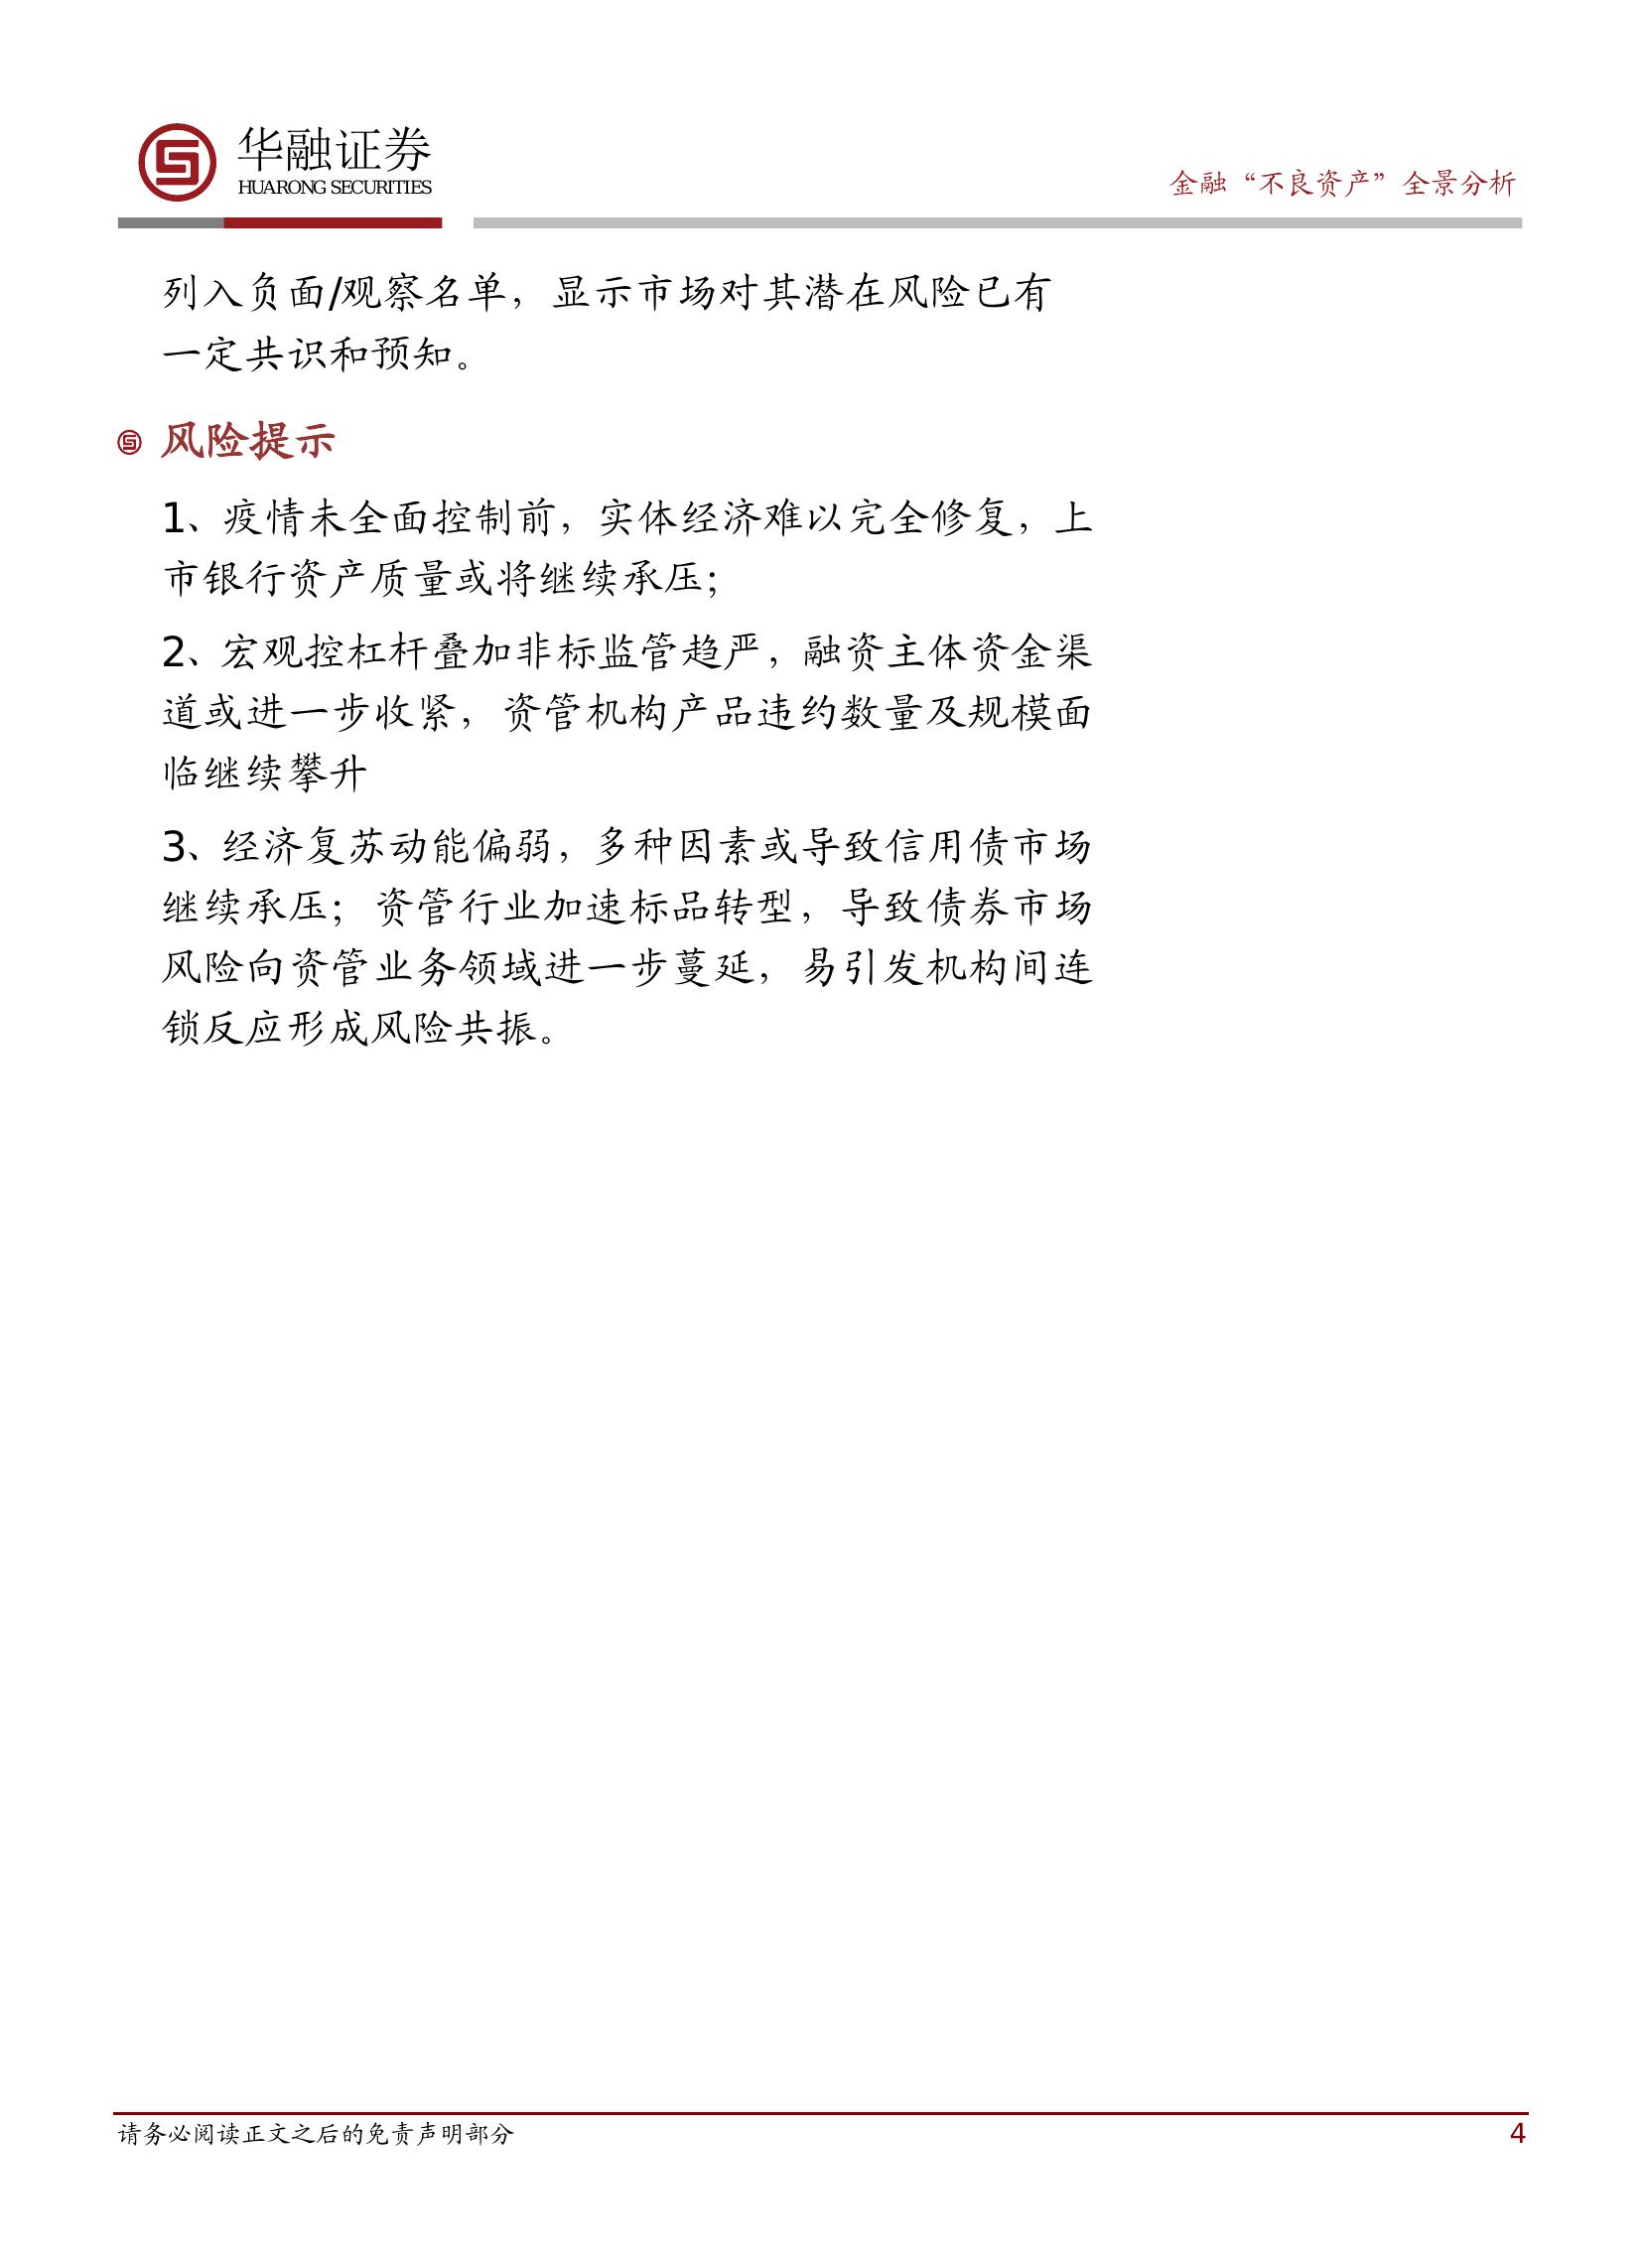 华融证券
HUARONG SECURITIES
金融“不良资产”全景分析
列入负面/观察名单，显示市场对其潜在风险已有
一定共识和预知。
风险提示
1、疫情未全面控制前，实体经济难以完全修复，上
市银行资产质量或将继续承压；
2、宏观控杠杆叠加非标监管趋严，融资主体资金渠
道或进一步收紧，资管机构产品违约数量及规模面
临继续攀升
3、经济复苏动能偏弱，多种因素或导致信用债市场
继续承压；资管行业加速标品转型，导致债券市场
风险向资管业务领域进一步蔓延，易引发机构间连
锁反应形成风险共振。
请务必阅读正文之后的免责声明部分
4